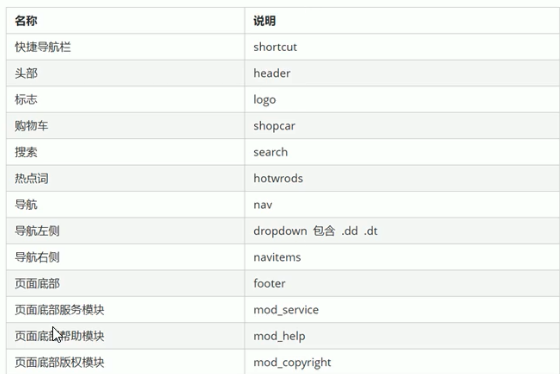 名称 说明
快捷导航栏 shortcut
头部 header
标志 logo
购物车 shopcar
搜索 search
热点词 hotwrods
导航 nav
导航左侧 dropdown 包含 .dd .dt
导航右侧 navitems
页面底部 footer
页面底部服务模块 mod_service
页面底部帮助模块 mod_help
页面底部版权模块 mod_copyright